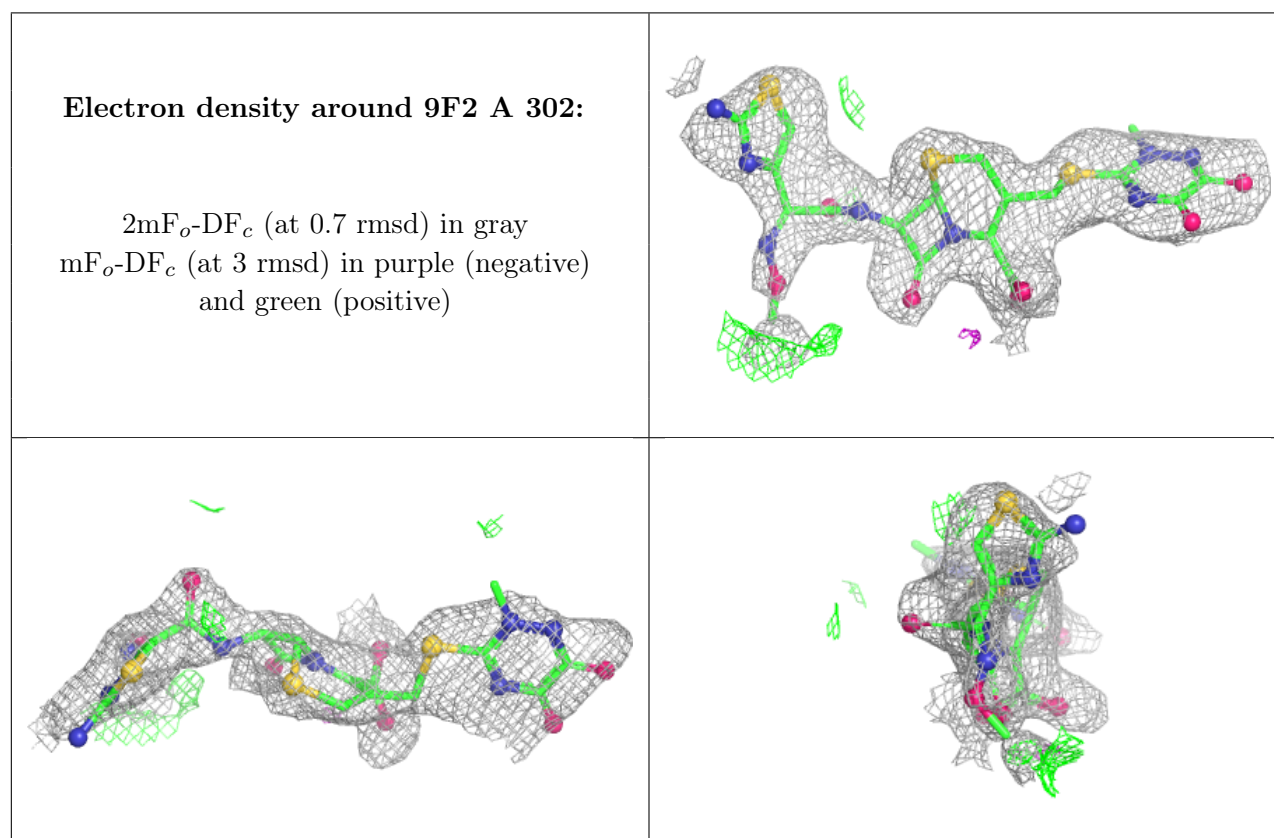 Electron density around 9F2 A 302:
2mFo-DFc (at 0.7 rmsd) in gray
mFo-DFc (at 3 rmsd) in purple (negative)
and green (positive)